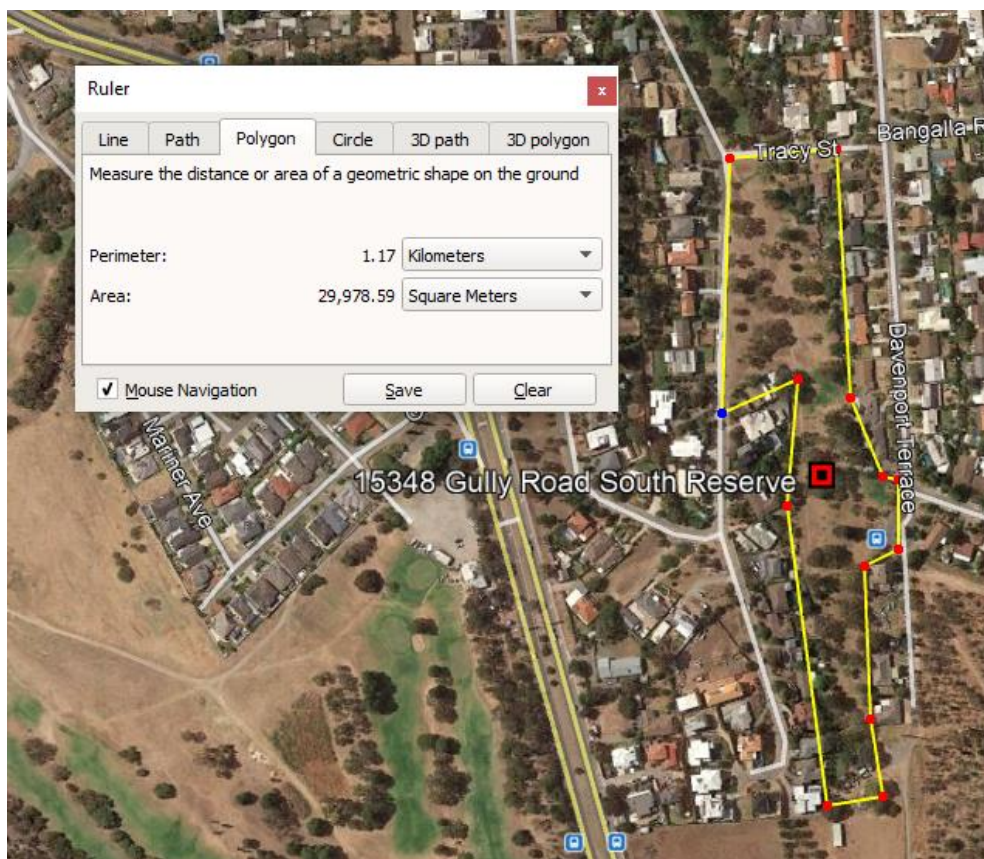 Ruler
x
Line Path Polygon Circle 3D path 3D polygon
Measure the distance or area of a geometric shape on the ground
Perimeter: 1.17 Kilometers
Area: 29,978.59 Square Meters
Mouse Navigation Save Clear
Tracy St
Bangalla R
Davenport Terrace
Mariner Ave
15348 Gully Road South Reserve